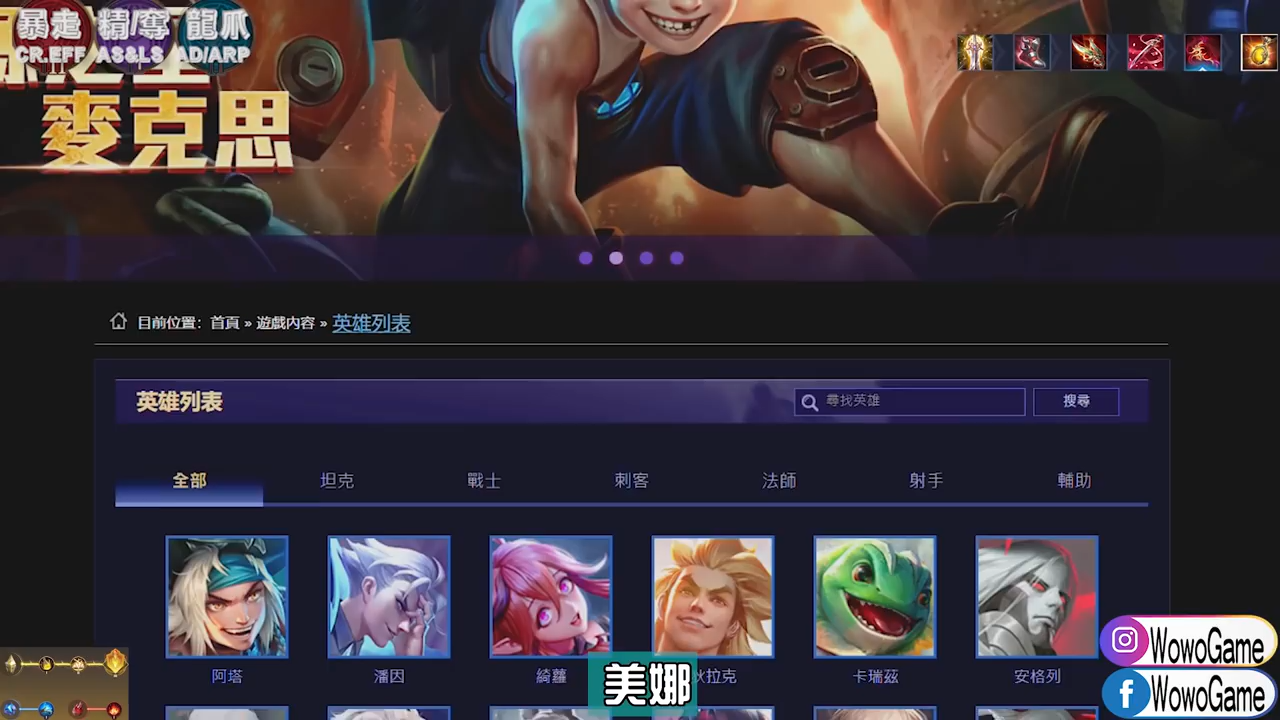 暴走 精/奪 龍爪
CR.EFF AS&LS AD/ARP
麥克思
目前位置: 首頁 » 遊戲內容 » 英雄列表
英雄列表
尋找英雄
搜尋
全部 坦克 戰士 刺客 法師 射手 輔助
阿塔 潘因 綺蘿 狄拉克 卡瑞茲 安格列
美娜
WowoGame
WowoGame